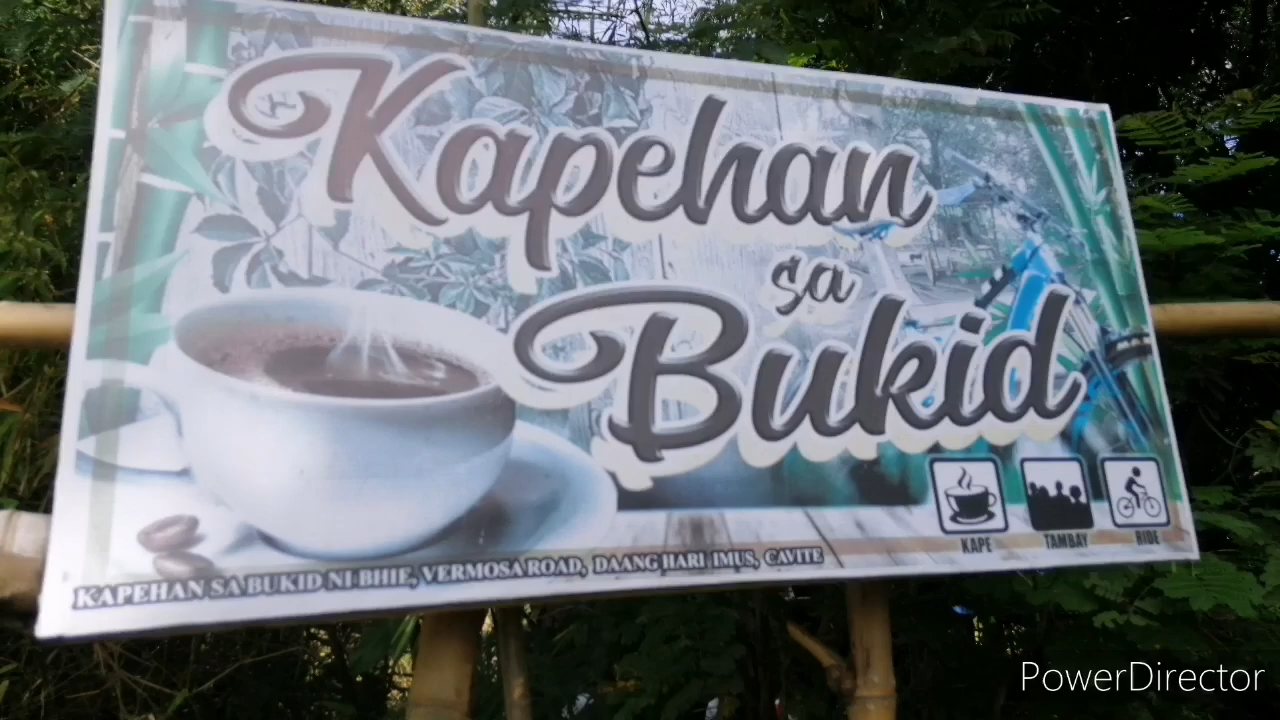 Kapehan
sa
Bukid
KAPE
TAMBAY
RIDE
KAPEHAN SA BUKID NI BHIE, VERMOSA ROAD, DAANG HARI IMUS, CAVITE
PowerDirector